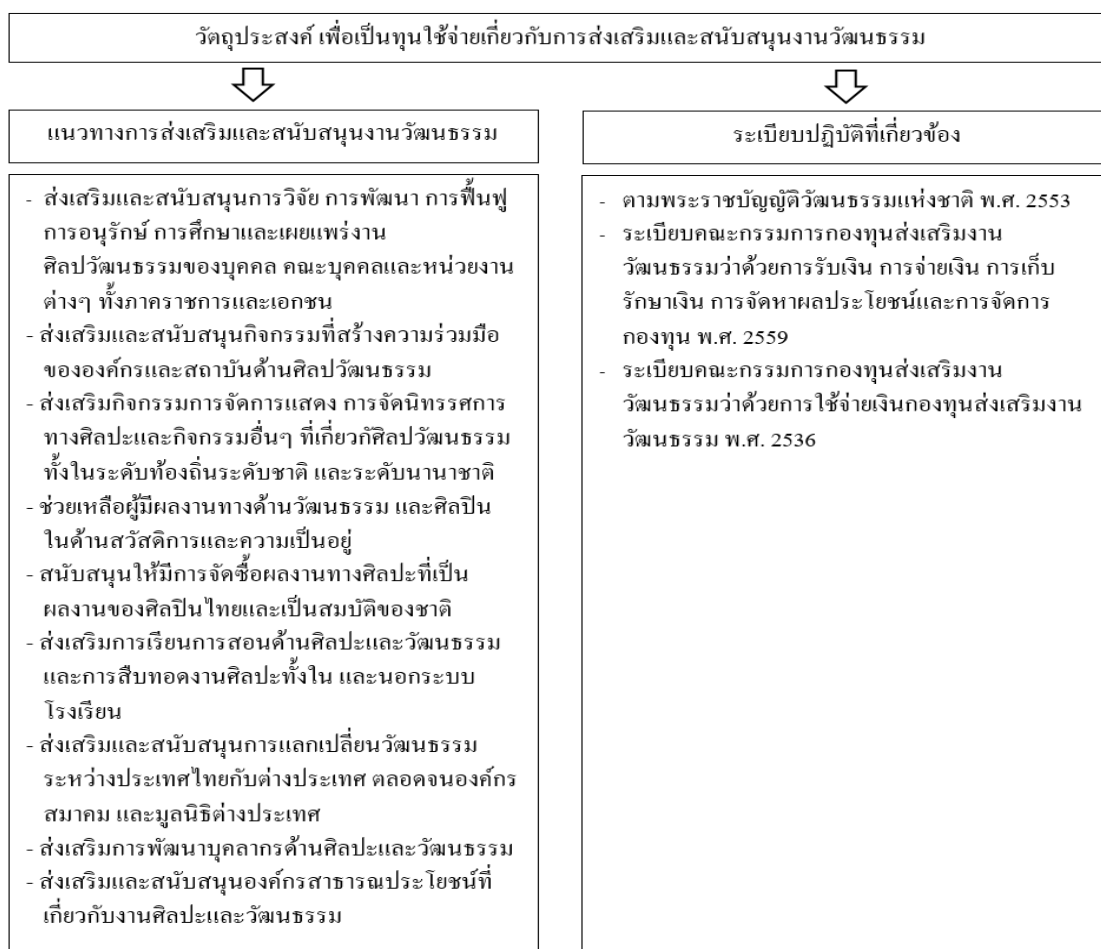 วัตถุประสงค์ เพื่อเป็นทุนใช้จ่ายเกี่ยวกับการส่งเสริมและสนับสนุนงานวัฒนธรรม
แนวทางการส่งเสริมและสนับสนุนงานวัฒนธรรม
- ส่งเสริมและสนับสนุนการวิจัย การพัฒนา การฟื้นฟู
การอนุรักษ์ การศึกษาและเผยแพร่งาน
ศิลปวัฒนธรรมของบุคคล คณะบุคคลและหน่วยงาน
ต่างๆ ทั้งภาคราชการและเอกชน
- ส่งเสริมและสนับสนุนกิจกรรมที่สร้างความร่วมมือ
ขององค์กรและสถาบันด้านศิลปวัฒนธรรม
- ส่งเสริมกิจกรรมการจัดการแสดง การจัดนิทรรศการ
ทางศิลปะและกิจกรรมอื่นๆ ที่เกี่ยวกัศิลปวัฒนธรรม
ทั้งในระดับท้องถิ่นระดับชาติ และระดับนานาชาติ
- ช่วยเหลือผู้มีผลงานทางด้านวัฒนธรรม และศิลปิน
ในด้านสวัสดิการและความเป็นอยู่
- สนับสนุนให้มีการจัดซื้อผลงานทางศิลปะที่เป็น
ผลงานของศิลปินไทยและเป็นสมบัติของชาติ
- ส่งเสริมการเรียนการสอนด้านศิลปะและวัฒนธรรม
และการสืบทอดงานศิลปะทั้งใน และนอกระบบ
โรงเรียน
- ส่งเสริมและสนับสนุนการแลกเปลี่ยนวัฒนธรรม
ระหว่างประเทศไทยกับต่างประเทศ ตลอดจนองค์กร
สมาคม และมูลนิธิต่างประเทศ
- ส่งเสริมการพัฒนาบุคลากรด้านศิลปะและวัฒนธรรม
- ส่งเสริมและสนับสนุนองค์กรสาธารณประโยชน์ที่
เกี่ยวกับงานศิลปะและวัฒนธรรม
ระเบียบปฏิบัติที่เกี่ยวข้อง
- ตามพระราชบัญญัติวัฒนธรรมแห่งชาติ พ.ศ. 2553
- ระเบียบคณะกรรมการกองทุนส่งเสริมงาน
วัฒนธรรมว่าด้วยการรับเงิน การจ่ายเงิน การเก็บ
รักษาเงิน การจัดหาผลประโยชน์และการจัดการ
กองทุน พ.ศ. 2559
- ระเบียบคณะกรรมการกองทุนส่งเสริมงาน
วัฒนธรรมว่าด้วยการใช้จ่ายเงินกองทุนส่งเสริมงาน
วัฒนธรรม พ.ศ. 2536